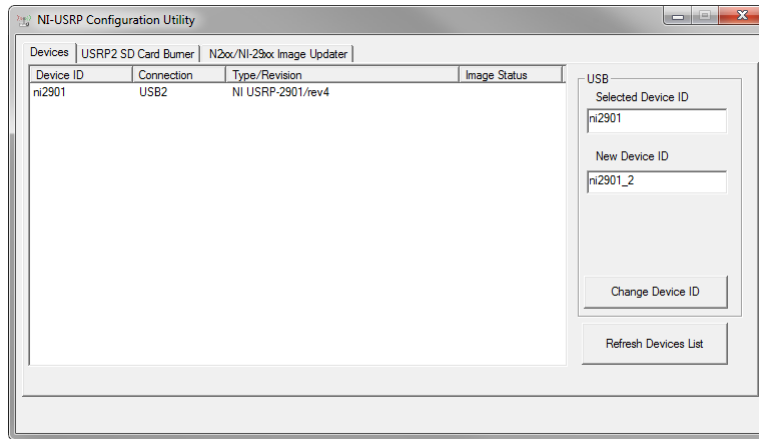 NI-USRP Configuration Utility
Devices USRP2 SD Card Burner N2xx/NI-29xx Image Updater
Device ID Connection Type/Revision Image Status
ni2901 USB2 NI USRP-2901/rev4
USB
Selected Device ID
ni2901
New Device ID
ni2901_2
Change Device ID
Refresh Devices List